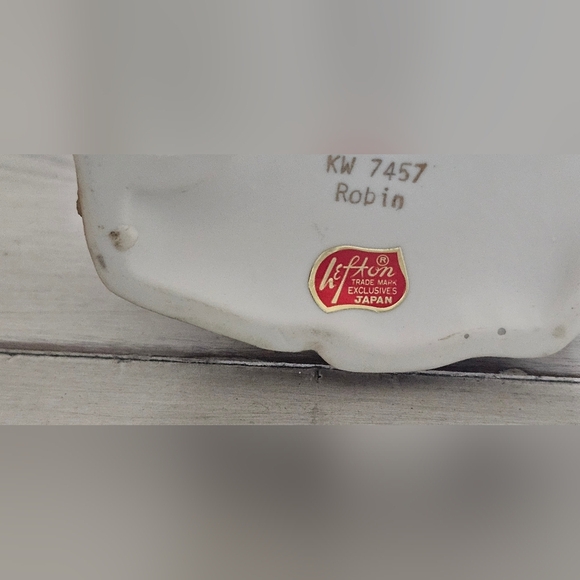 KW 7457
Robin
Lefton ®
TRADE MARK
EXCLUSIVES
JAPAN